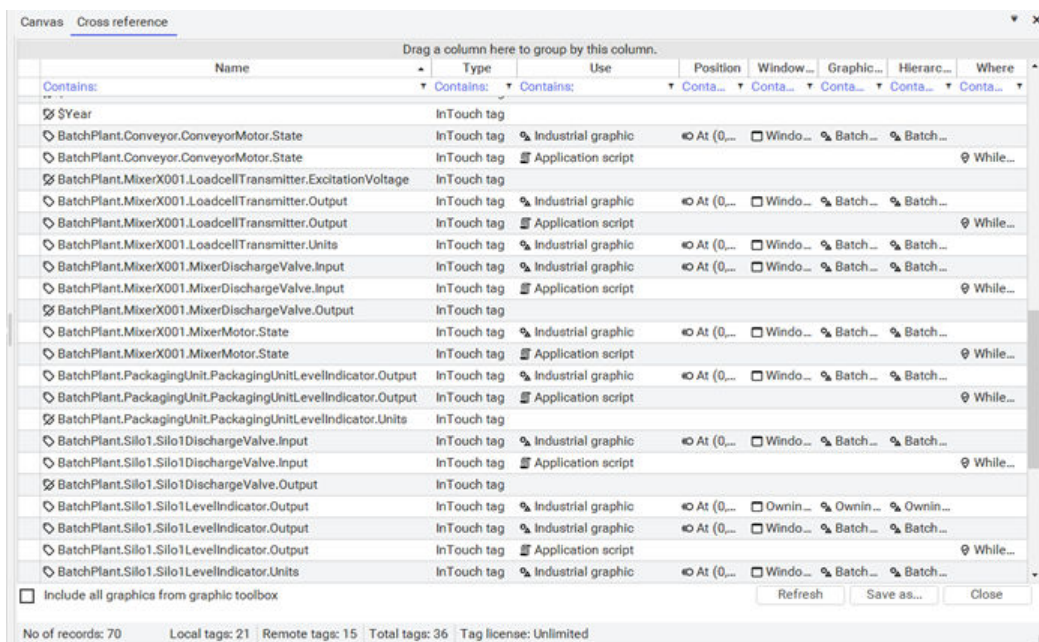 Canvas Cross reference
Drag a column here to group by this column.
Name Type Use Position Window... Graphic... Hierarc... Where
Contains: Contains: Contains: Conta... Conta... Conta... Conta... Conta...
$Year InTouch tag
BatchPlant.Conveyor.ConveyorMotor.State InTouch tag Industrial graphic At (0,... Windo... Batch... Batch...
BatchPlant.Conveyor.ConveyorMotor.State InTouch tag Application script While...
BatchPlant.MixerX001.LoadcellTransmitter.ExcitationVoltage InTouch tag
BatchPlant.MixerX001.LoadcellTransmitter.Output InTouch tag Industrial graphic At (0,... Windo... Batch... Batch...
BatchPlant.MixerX001.LoadcellTransmitter.Output InTouch tag Application script While...
BatchPlant.MixerX001.LoadcellTransmitter.Units InTouch tag Industrial graphic At (0,... Windo... Batch... Batch...
BatchPlant.MixerX001.MixerDischargeValve.Input InTouch tag Industrial graphic At (0,... Windo... Batch... Batch...
BatchPlant.MixerX001.MixerDischargeValve.Input InTouch tag Application script While...
BatchPlant.MixerX001.MixerDischargeValve.Output InTouch tag
BatchPlant.MixerX001.MixerMotor.State InTouch tag Industrial graphic At (0,... Windo... Batch... Batch...
BatchPlant.MixerX001.MixerMotor.State InTouch tag Application script While...
BatchPlant.PackagingUnit.PackagingUnitLevelIndicator.Output InTouch tag Industrial graphic At (0,... Windo... Batch... Batch...
BatchPlant.PackagingUnit.PackagingUnitLevelIndicator.Output InTouch tag Application script While...
BatchPlant.PackagingUnit.PackagingUnitLevelIndicator.Units InTouch tag
BatchPlant.Silo1.Silo1DischargeValve.Input InTouch tag Industrial graphic At (0,... Windo... Batch... Batch...
BatchPlant.Silo1.Silo1DischargeValve.Input InTouch tag Application script While...
BatchPlant.Silo1.Silo1DischargeValve.Output InTouch tag
BatchPlant.Silo1.Silo1LevelIndicator.Output InTouch tag Industrial graphic At (0,... Ownin... Ownin... Ownin...
BatchPlant.Silo1.Silo1LevelIndicator.Output InTouch tag Industrial graphic At (0,... Windo... Batch... Batch...
BatchPlant.Silo1.Silo1LevelIndicator.Output InTouch tag Application script While...
BatchPlant.Silo1.Silo1LevelIndicator.Units InTouch tag Industrial graphic At (0,... Windo... Batch... Batch...
Include all graphics from graphic toolbox Refresh Save as... Close
No of records: 70 Local tags: 21 Remote tags: 15 Total tags: 36 Tag license: Unlimited